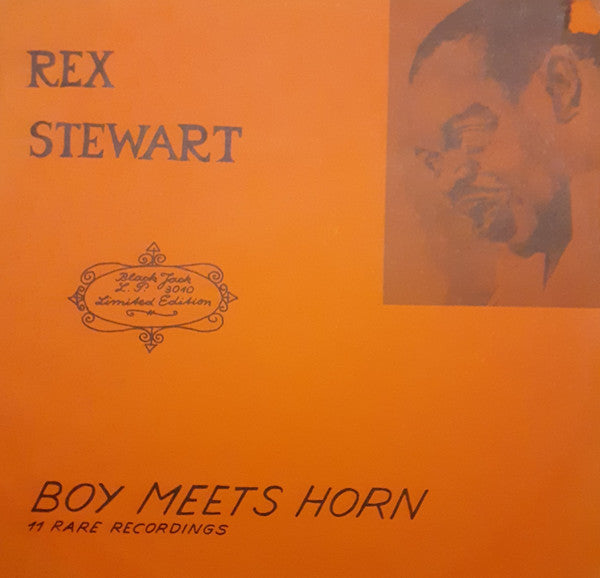 REX
STEWART
Black Jack
L.P. 3010
Limited Edition
BOY MEETS HORN
11 RARE RECORDINGS